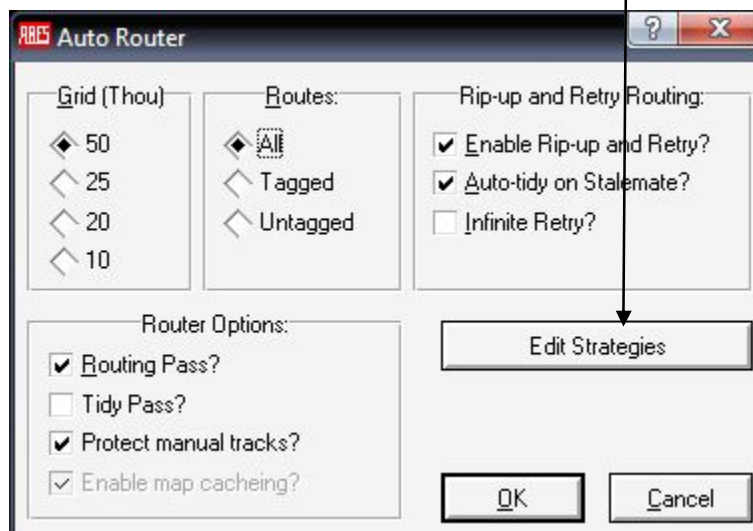 ARES Auto Router
Grid (Thou)
50
25
20
10
Routes:
All
Tagged
Untagged
Rip-up and Retry Routing:
Enable Rip-up and Retry?
Auto-tidy on Stalemate?
Infinite Retry?
Router Options:
Routing Pass?
Tidy Pass?
Protect manual tracks?
Enable map cacheing?
Edit Strategies
OK
Cancel